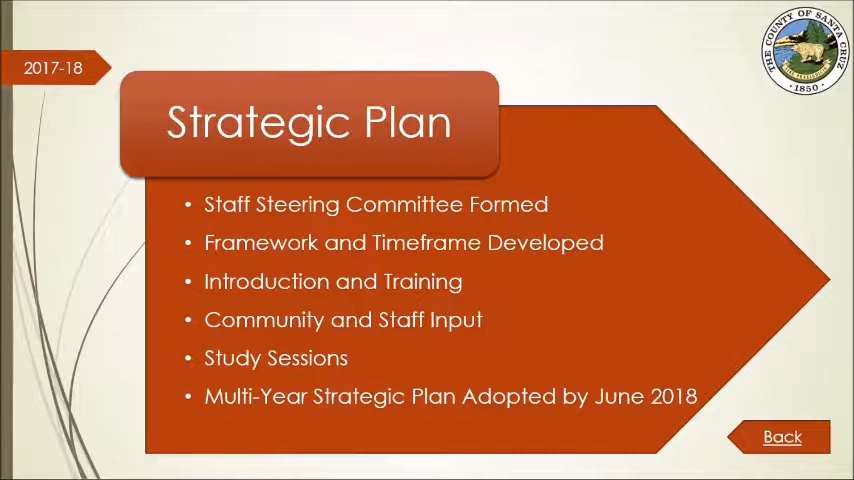 THE COUNTY OF SANTA CRUZ
1850
2017-18
Strategic Plan
• Staff Steering Committee Formed
• Framework and Timeframe Developed
• Introduction and Training
• Community and Staff Input
• Study Sessions
• Multi-Year Strategic Plan Adopted by June 2018
Back